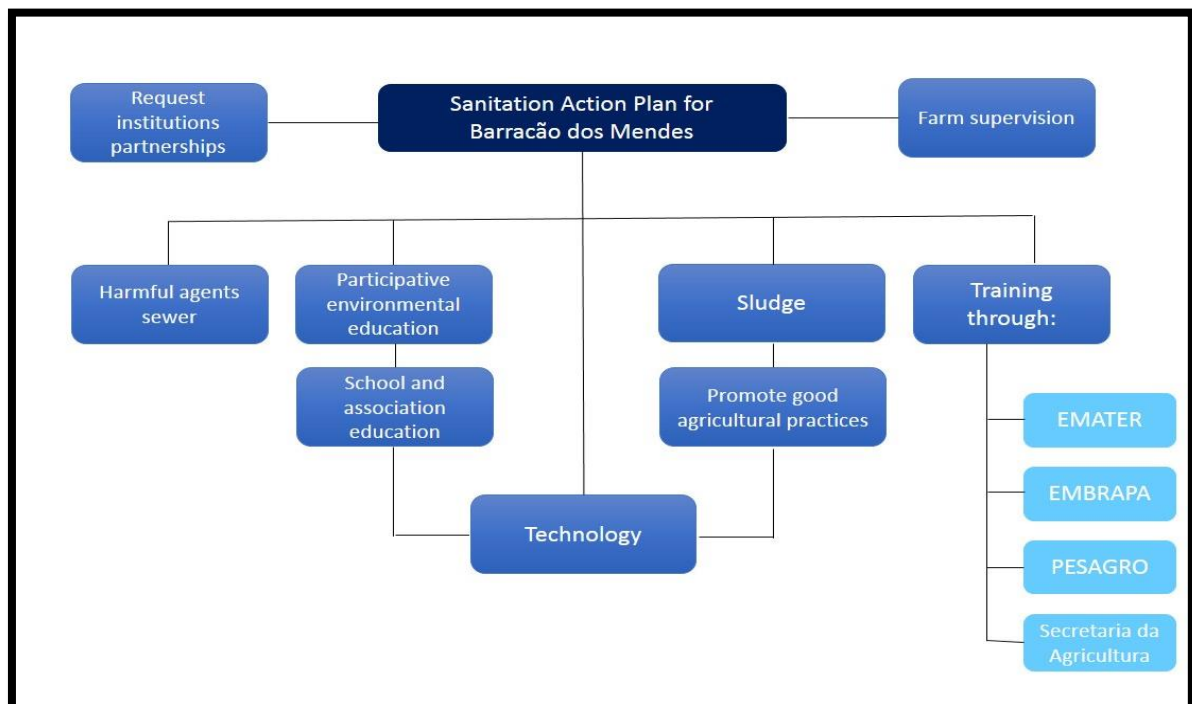 Request
institutions
partnerships
Sanitation Action Plan for
Barracão dos Mendes
Farm supervision
Harmful agents
sewer
Participative
environmental
education
Sludge
Training
through:
School and
association
education
Promote good
agricultural practices
EMATER
EMBRAPA
Technology
PESAGRO
Secretaria da
Agricultura